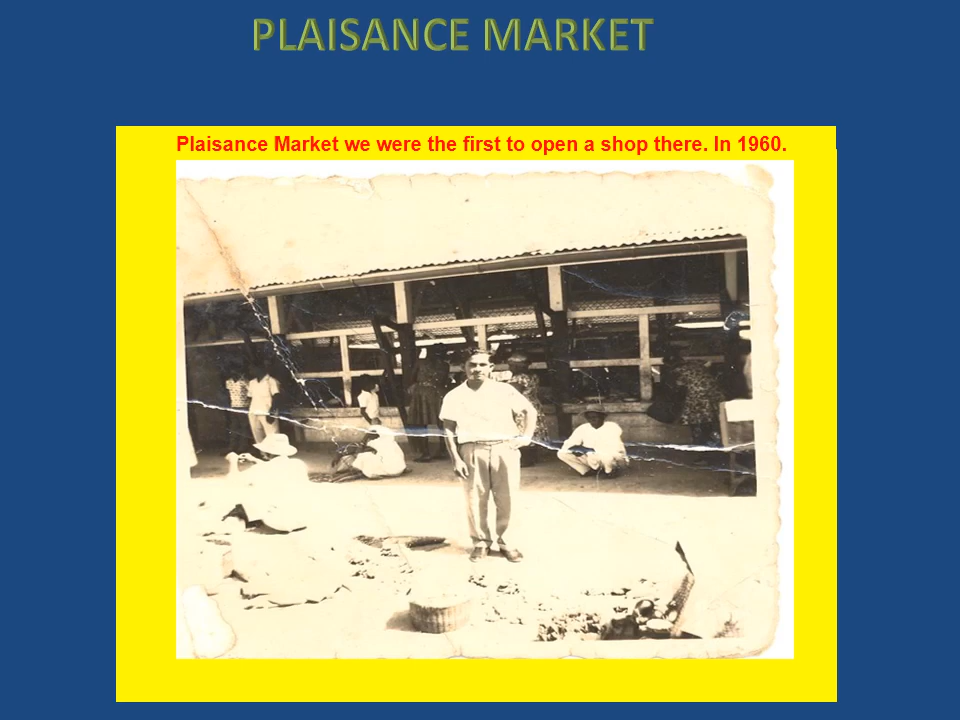 PLAISANCE MARKET
Plaisance Market we were the first to open a shop there. In 1960.